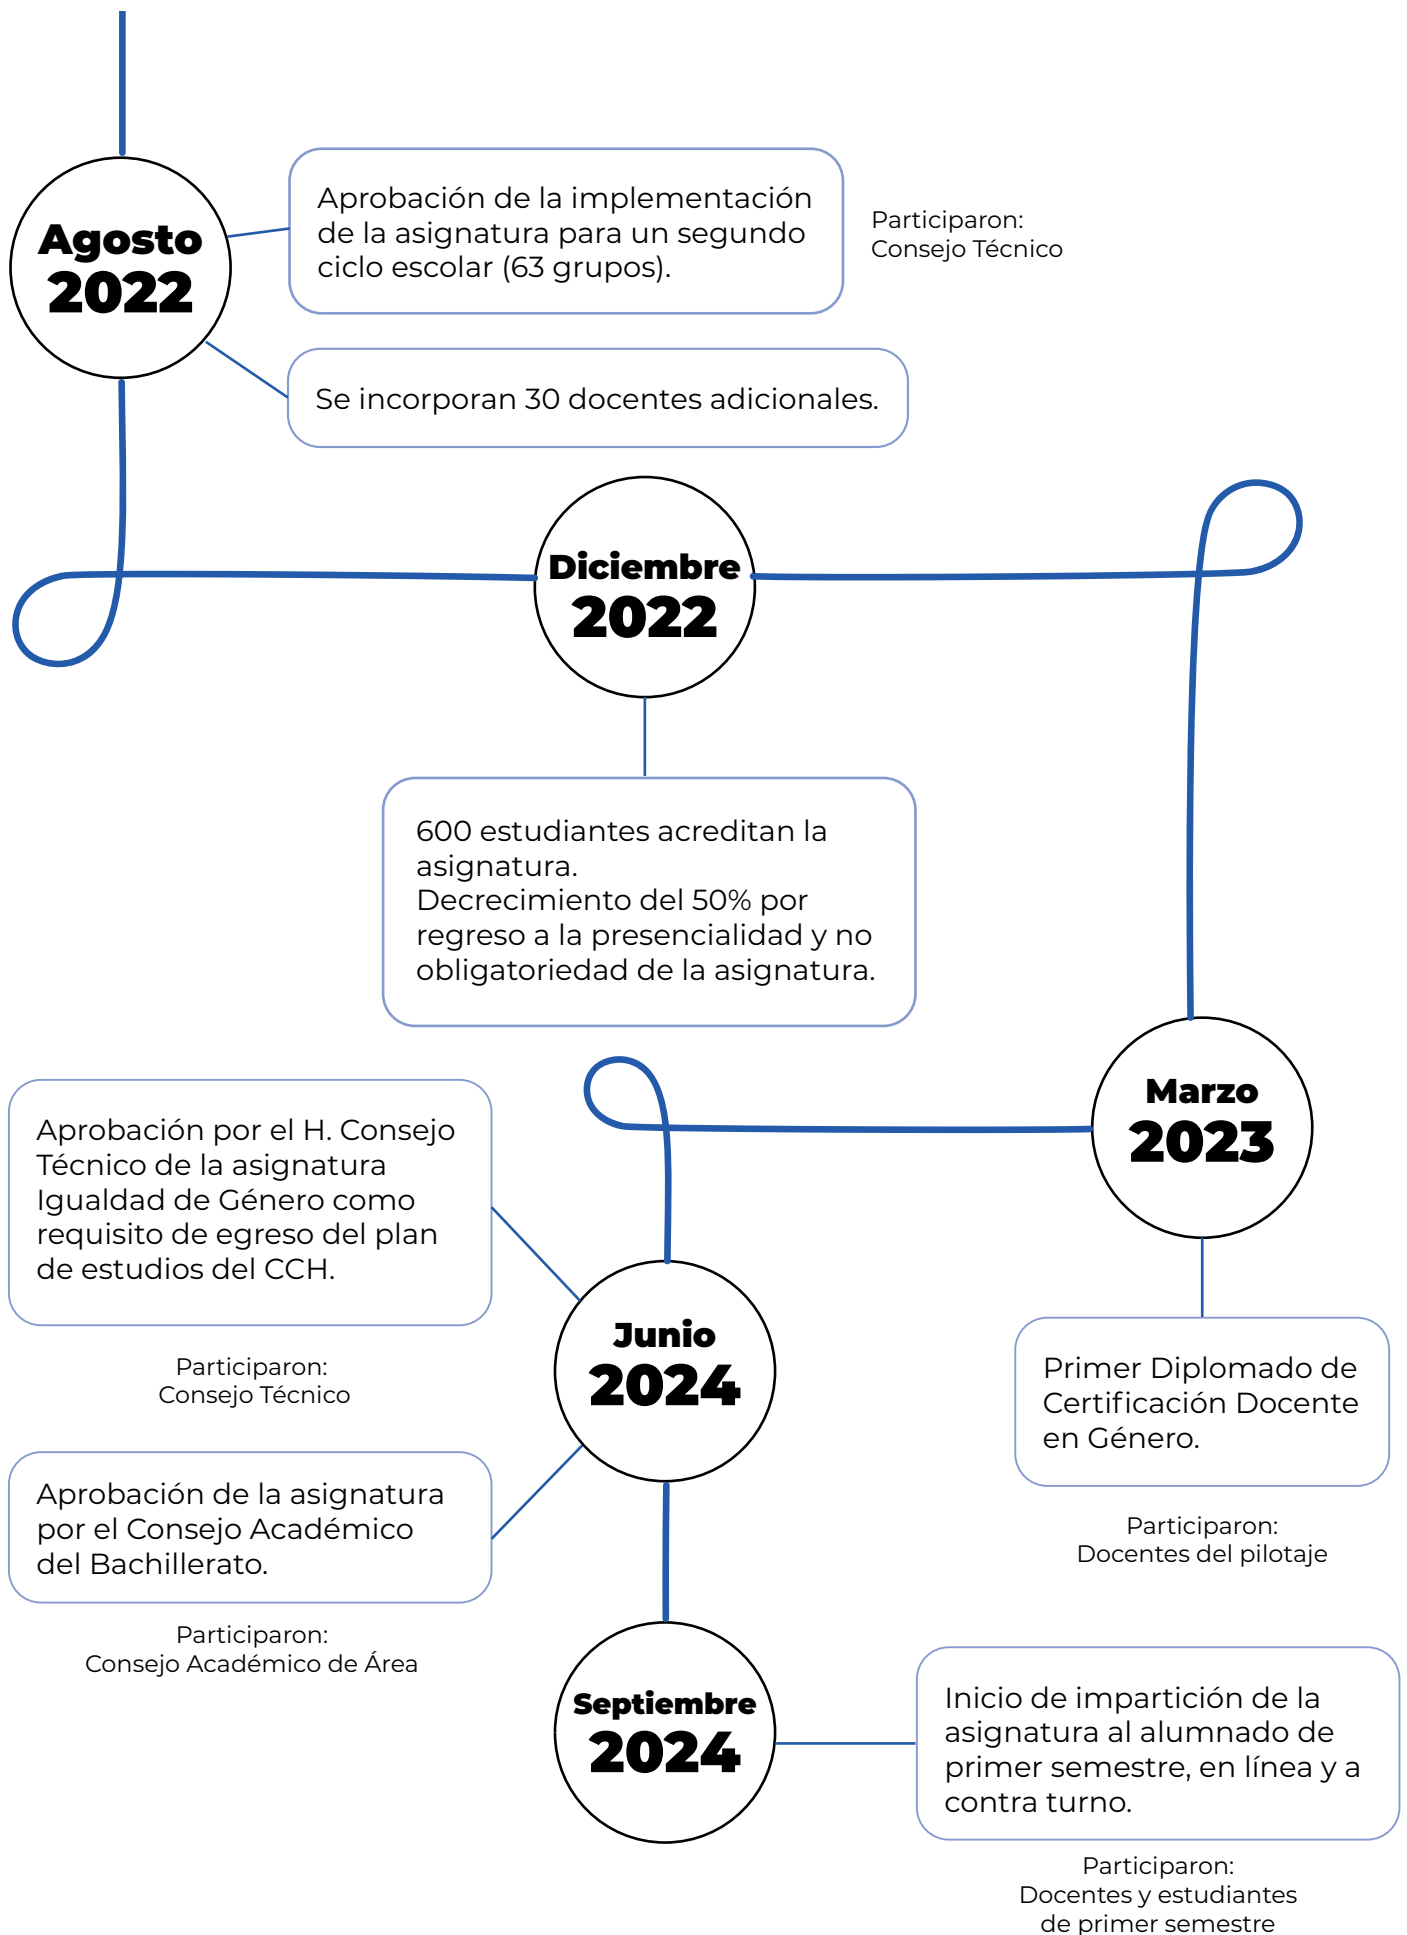 Agosto
2022
Aprobación de la implementación
de la asignatura para un segundo
ciclo escolar (63 grupos).
Participaron:
Consejo Técnico
Se incorporan 30 docentes adicionales.
Diciembre
2022
600 estudiantes acreditan la
asignatura.
Decrecimiento del 50% por
regreso a la presencialidad y no
obligatoriedad de la asignatura.
Marzo
2023
Primer Diplomado de
Certificación Docente
en Género.
Participaron:
Docentes del pilotaje
Junio
2024
Aprobación por el H. Consejo
Técnico de la asignatura
Igualdad de Género como
requisito de egreso del plan
de estudios del CCH.
Participaron:
Consejo Técnico
Aprobación de la asignatura
por el Consejo Académico
del Bachillerato.
Participaron:
Consejo Académico de Área
Septiembre
2024
Inicio de impartición de la
asignatura al alumnado de
primer semestre, en línea y a
contra turno.
Participaron:
Docentes y estudiantes
de primer semestre